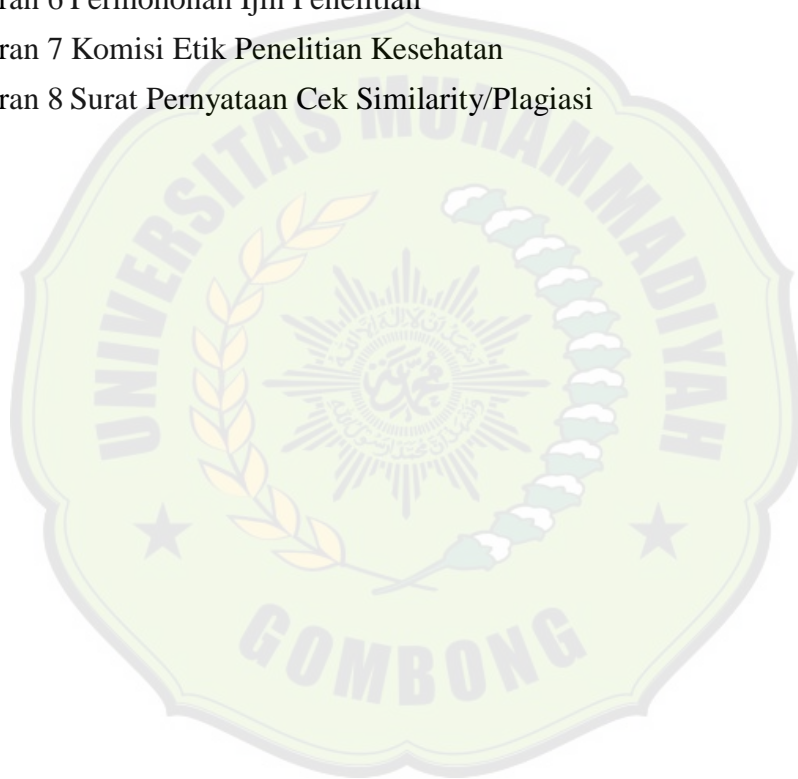 ran 6 Permohonan Ijin Penelitian
ran 7 Komisi Etik Penelitian Kesehatan
ran 8 Surat Pernyataan Cek Similarity/Plagiasi
UNIVERSITAS MUHAMMADIYAH
GOMBONG